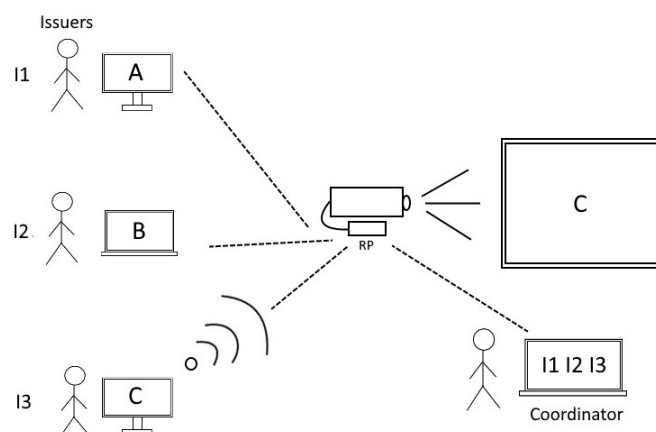 Issuers
I1
A
C
I2 .
B
RP
I3
C
I1 I2 I3
Coordinator